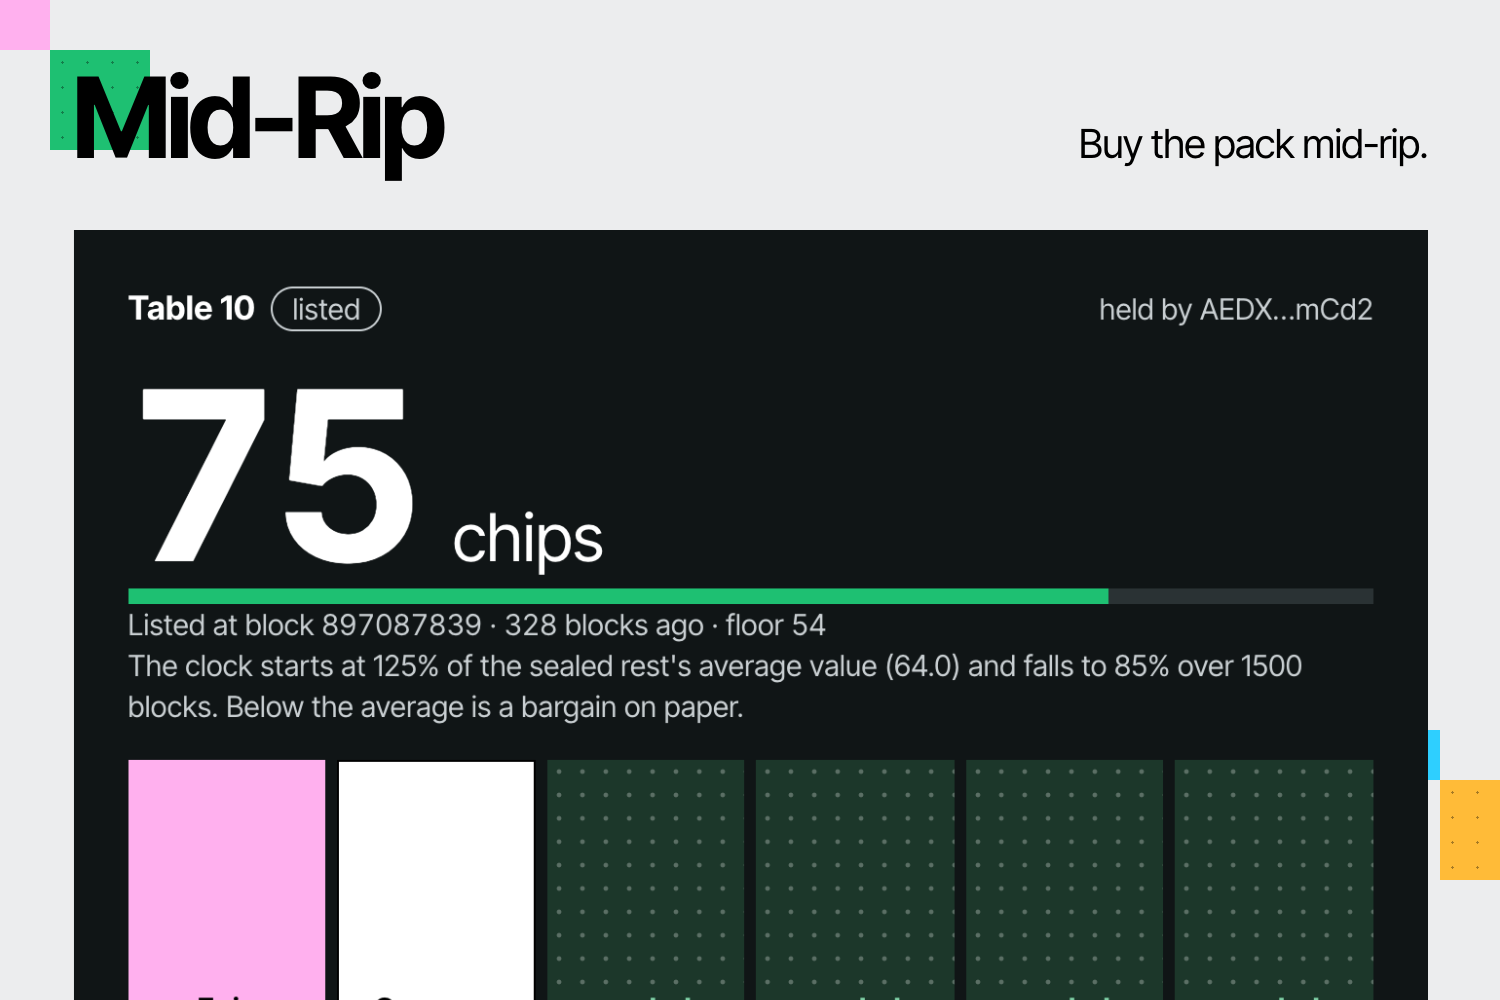 Mid-Rip
Buy the pack mid-rip.
Table 10
listed
held by AEDX...mCd2
75 chips
Listed at block 897087839 · 328 blocks ago · floor 54
The clock starts at 125% of the sealed rest's average value (64.0) and falls to 85% over 1500
blocks. Below the average is a bargain on paper.